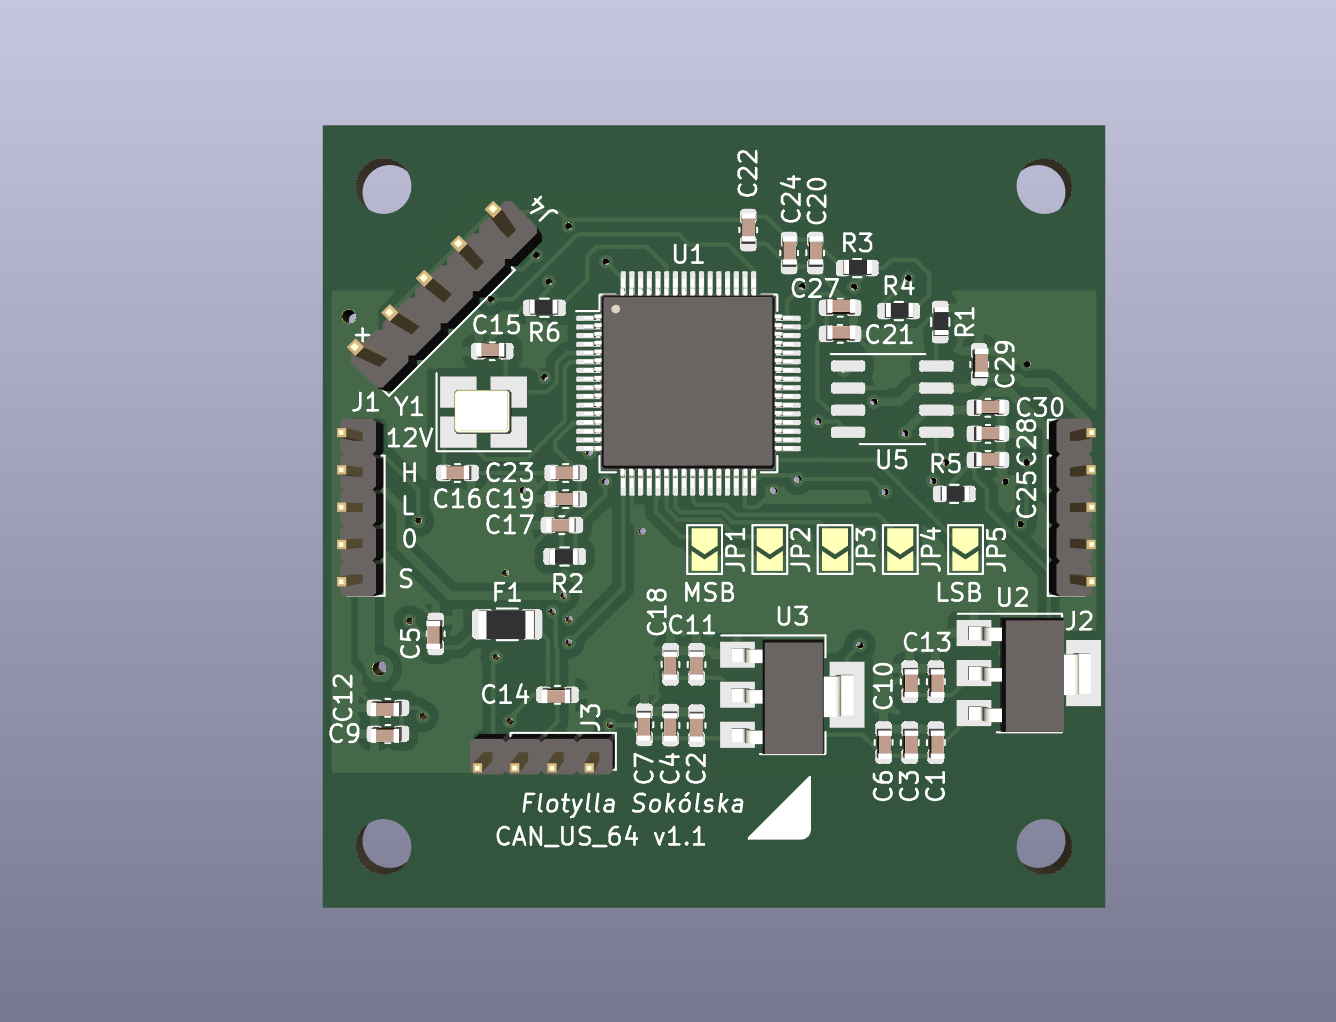 C22
C24
C20
J4
U1
R3
C27
R4
C21
R1
R6
C15
+
C29
J1
Y1
C30
12V
C28
H
C23
U5
R5
C16
C19
C25
L
C17
0
JP1
JP2
JP3
JP4
JP5
S
R2
MSB
LSB
F1
C18
U2
C11
U3
J2
C5
C13
C10
C12
C14
J3
C9
C7
C4
C2
C6
C3
C1
Flotylla Sokólska
CAN_US_64 v1.1